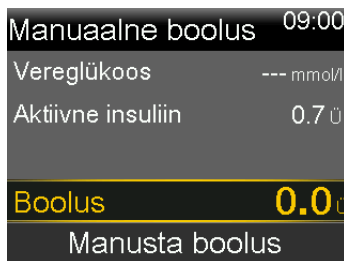 Manuaalne boolus 09:00
Vereglükoos --- mmol/l
Aktiivne insuliin 0.7 Ü
Boolus 0.0 Ü
Manusta boolus